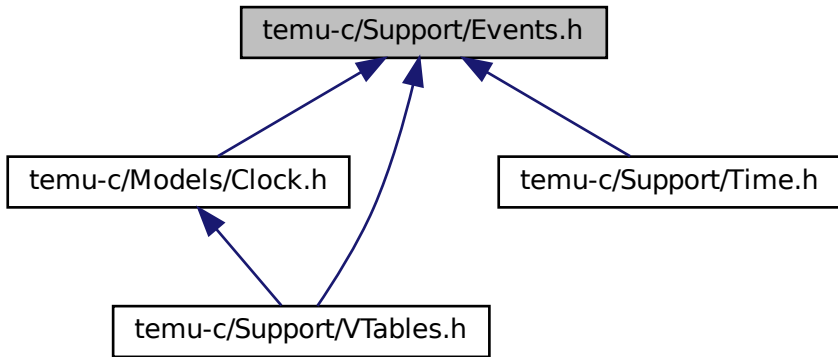 temu-c/Support/Events.h
temu-c/Models/Clock.h
temu-c/Support/Time.h
temu-c/Support/VTables.h